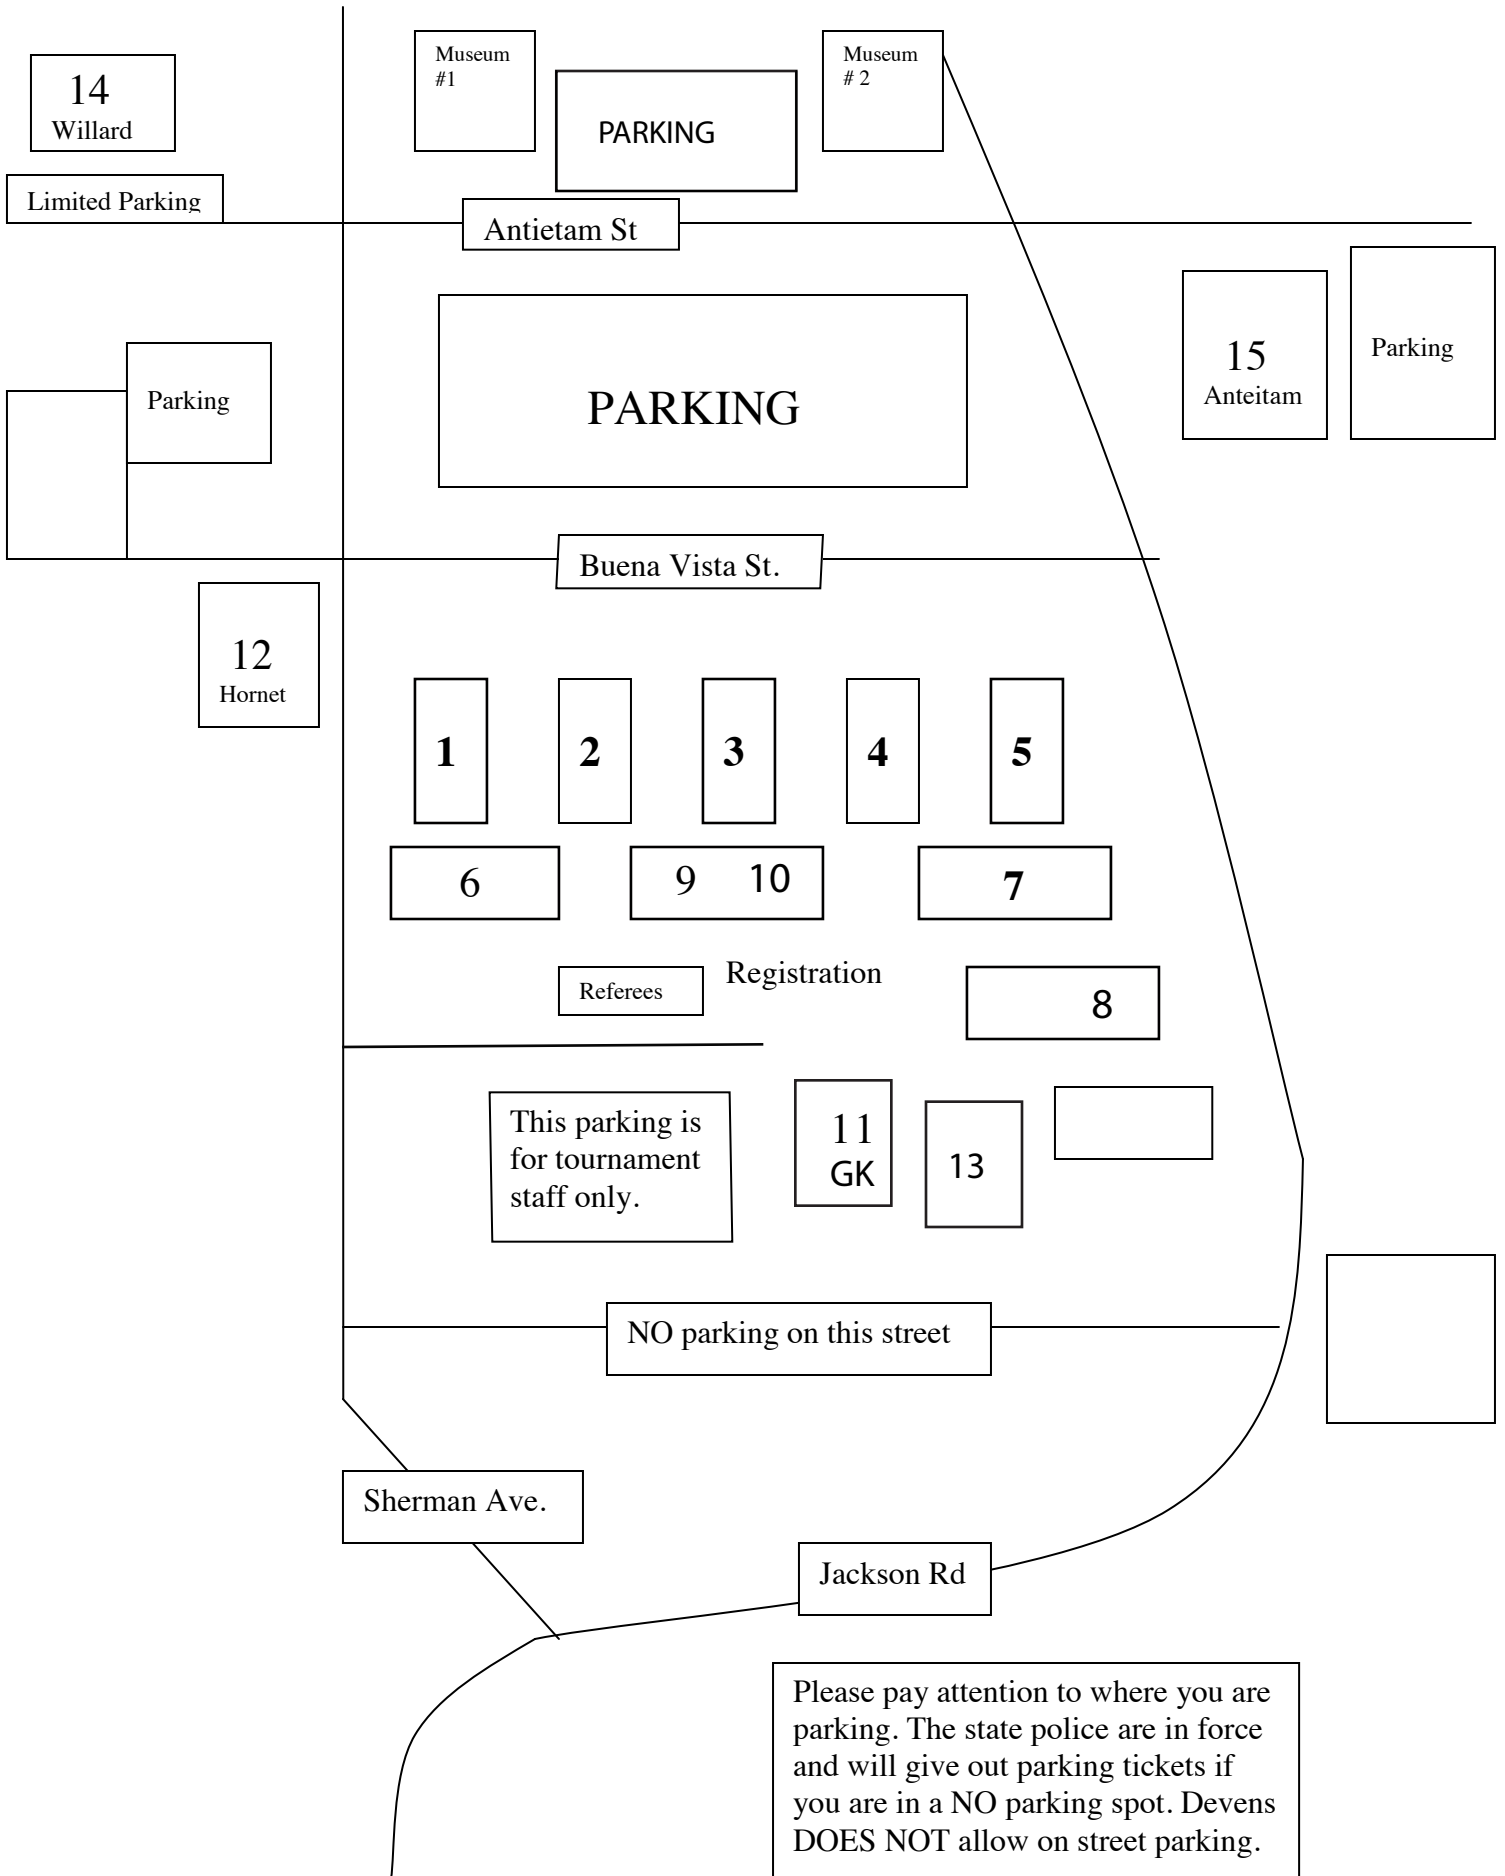 Museum
#1
Museum
# 2
14
Willard
PARKING
Limited Parking
Antietam St
15
Anteitam
Parking
Parking
PARKING
Buena Vista St.
12
Hornet
1
2
3
4
5
6
9 10
7
Referees
Registration
8
This parking is
for tournament
staff only.
11
GK
13
NO parking on this street
Sherman Ave.
Jackson Rd
Please pay attention to where you are
parking. The state police are in force
and will give out parking tickets if
you are in a NO parking spot. Devens
DOES NOT allow on street parking.